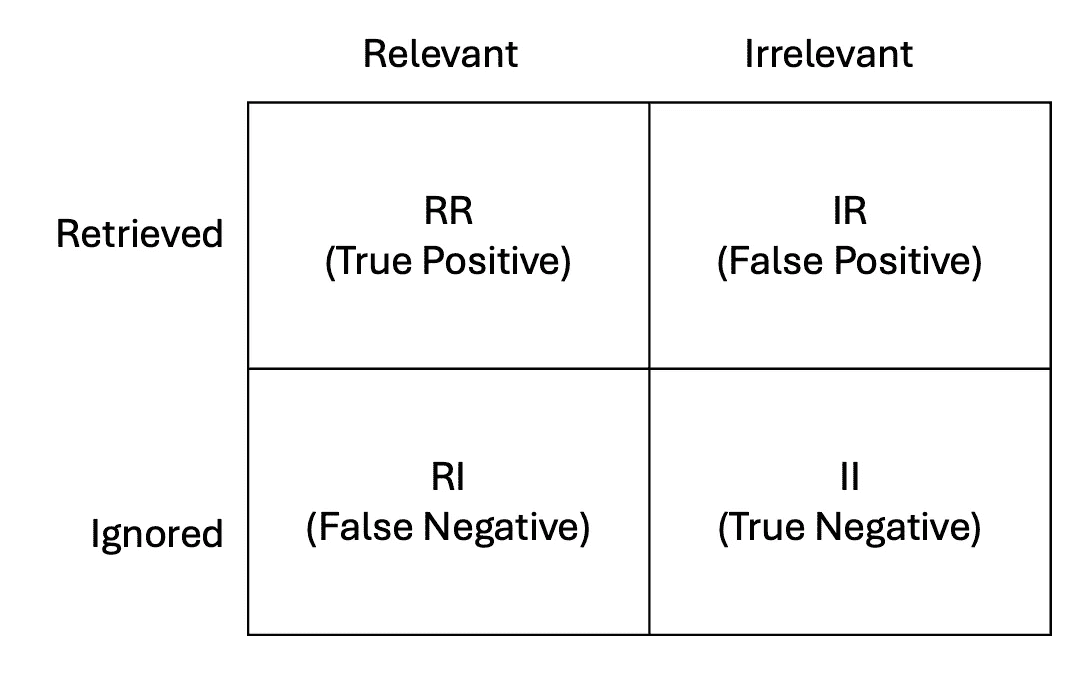 Relevant
Irrelevant
Retrieved
RR
(True Positive)
IR
(False Positive)
Ignored
RI
(False Negative)
II
(True Negative)